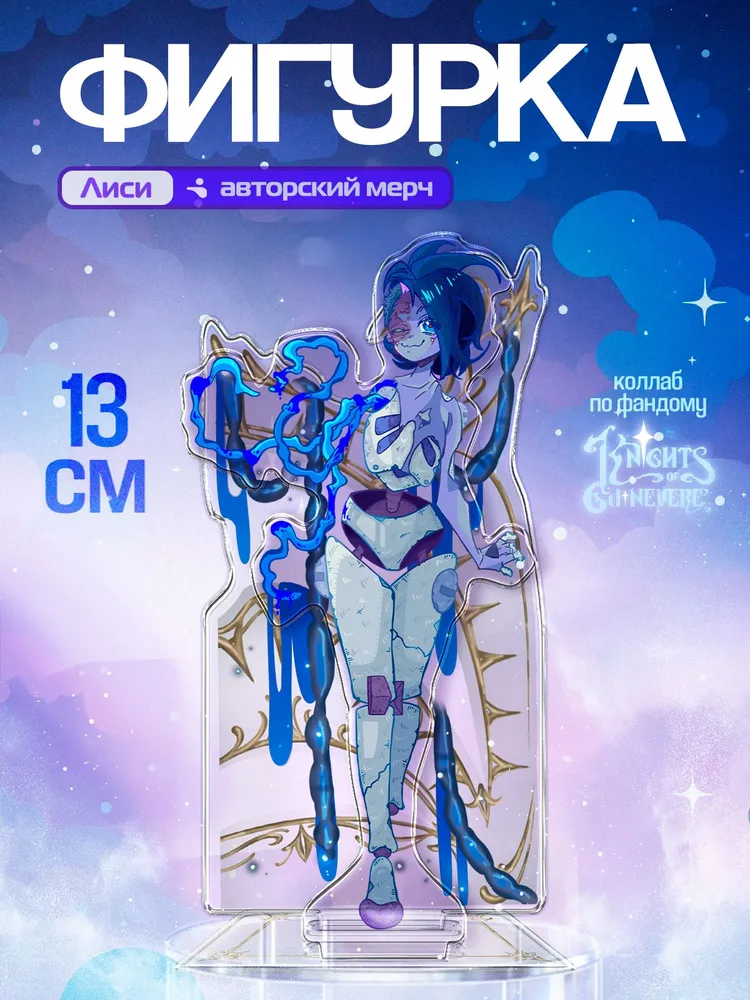 ФИГУРКА
Лиси авторский мерч
13
СМ
коллаб
по фандому
KNIGHTS
OF
GUINEVERE